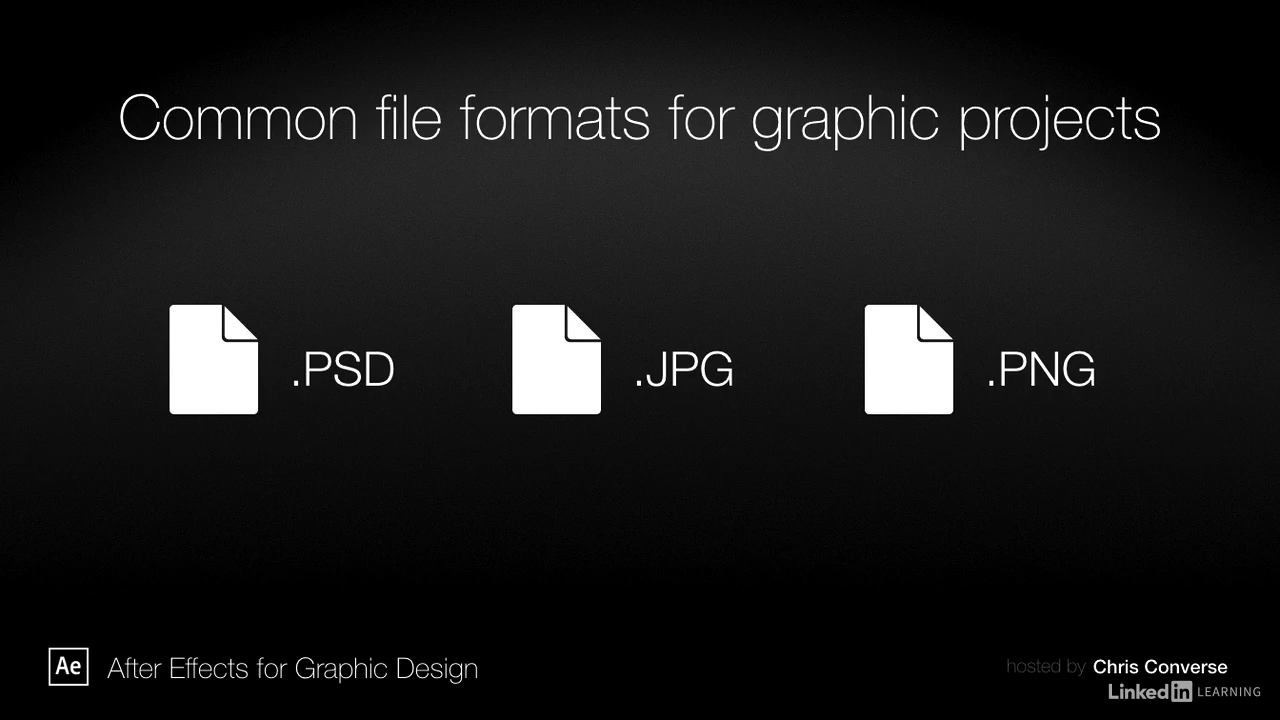 Common file formats for graphic projects
.PSD
.JPG
.PNG
Ae After Effects for Graphic Design
hosted by Chris Converse
Linked in LEARNING